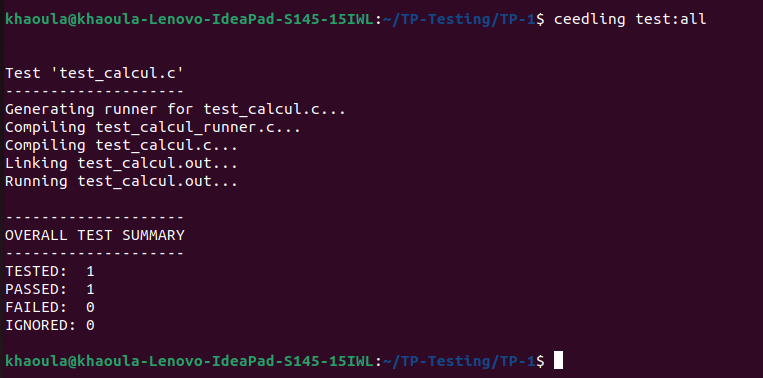 khaoula@khaoula-Lenovo-IdeaPad-S145-15IWL:~/TP-Testing/TP-1$ ceedling test:all
Test 'test_calcul.c'
--------------------
Generating runner for test_calcul.c...
Compiling test_calcul_runner.c...
Compiling test_calcul.c...
Linking test_calcul.out...
Running test_calcul.out...
--------------------
OVERALL TEST SUMMARY
--------------------
TESTED:  1
PASSED:  1
FAILED:  0
IGNORED: 0
khaoula@khaoula-Lenovo-IdeaPad-S145-15IWL:~/TP-Testing/TP-1$